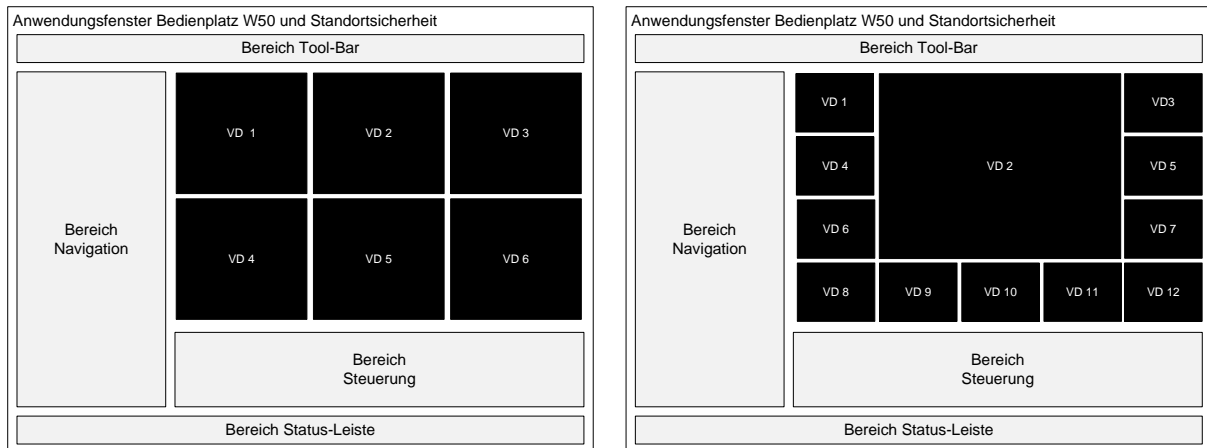 Anwendungsfenster Bedienplatz W50 und Standortsicherheit
Bereich Tool-Bar
VD 1
VD 2
VD 3
Bereich
Navigation
VD 4
VD 5
VD 6
Bereich
Steuerung
Bereich Status-Leiste
Anwendungsfenster Bedienplatz W50 und Standortsicherheit
Bereich Tool-Bar
VD 1
VD3
VD 4
VD 2
VD 5
Bereich
Navigation
VD 6
VD 7
VD 8
VD 9
VD 10
VD 11
VD 12
Bereich
Steuerung
Bereich Status-Leiste